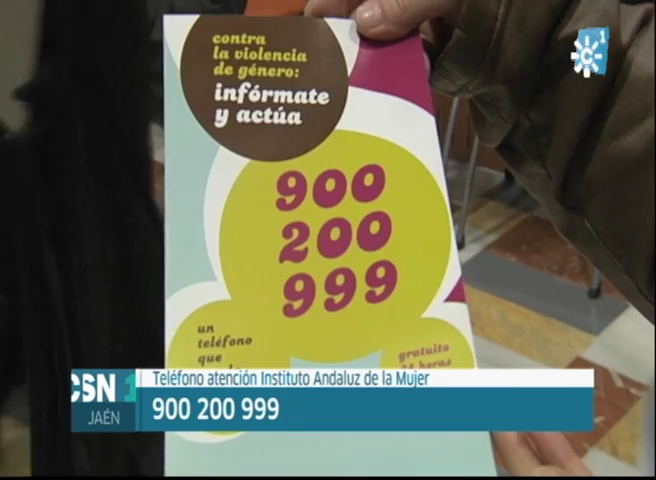 contra
la violencia
de género:
infórmate
y actúa
900
200
999
un
teléfono
que
gratuito
24 horas
1
CSN 1
JAÉN
Teléfono atención Instituto Andaluz de la Mujer
900 200 999